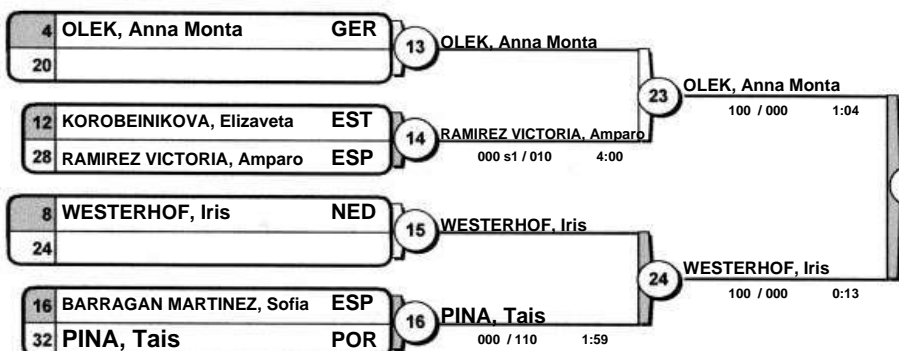 4 OLEK, Anna Monta GER
20
13 OLEK, Anna Monta
23 OLEK, Anna Monta
100 / 000 1:04
12 KOROBEINIKOVA, Elizaveta EST
28 RAMIREZ VICTORIA, Amparo ESP
14 RAMIREZ VICTORIA, Amparo
000 s1 / 010 4:00
8 WESTERHOF, Iris NED
24
15 WESTERHOF, Iris
24 WESTERHOF, Iris
100 / 000 0:13
16 BARRAGAN MARTINEZ, Sofia ESP
32 PINA, Tais POR
16 PINA, Tais
000 / 110 1:59